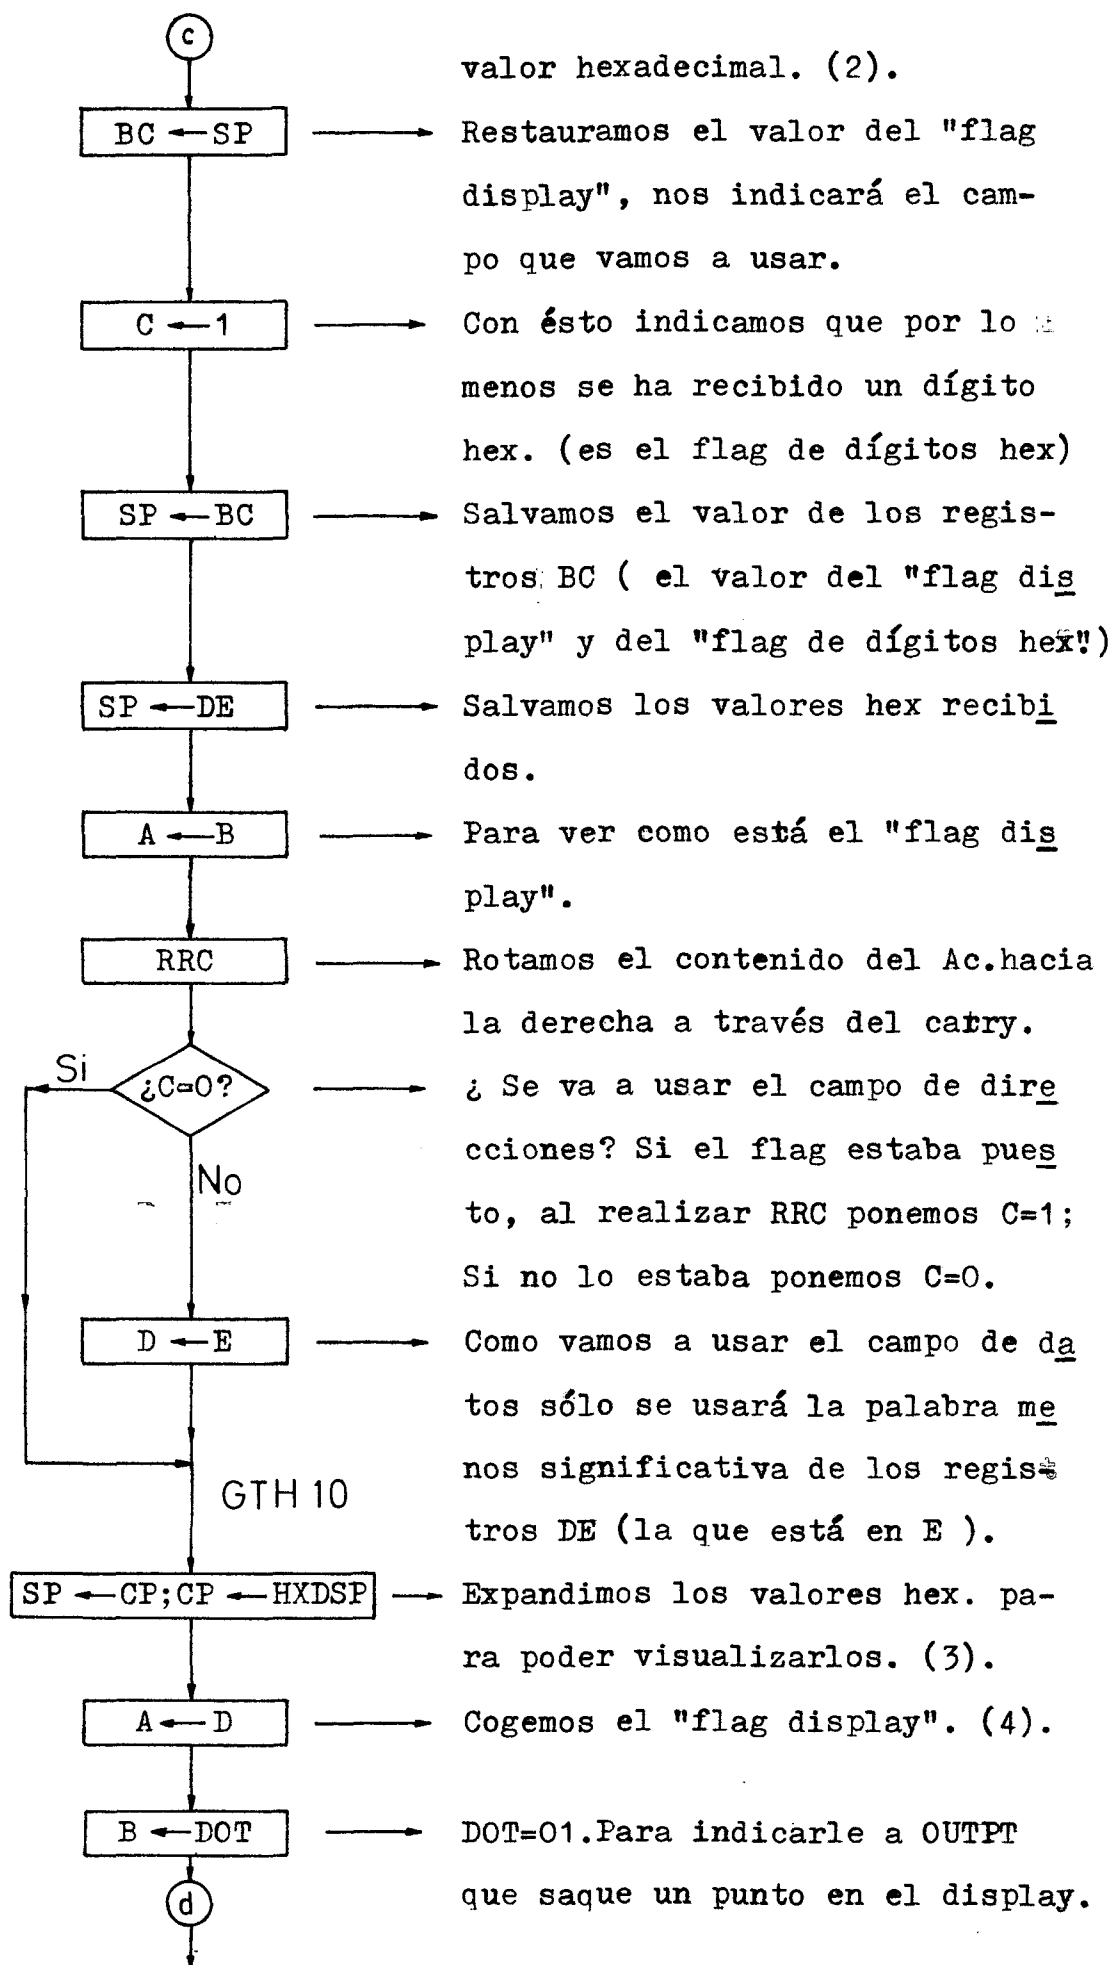 c
valor hexadecimal. (2).
BC ← SP → Restauramos el valor del "flag
display", nos indicará el cam-
po que vamos a usar.
C ← 1 → Con ésto indicamos que por lo
menos se ha recibido un dígito
hex. (es el flag de dígitos hex)
SP ← BC → Salvamos el valor de los regis-
tros BC ( el valor del "flag dis
play" y del "flag de dígitos hex")
SP ← DE → Salvamos los valores hex recibi
dos.
A ← B → Para ver como está el "flag dis
play".
RRC → Rotamos el contenido del Ac.hacia
la derecha a través del carry.
Si ¿C=0? → ¿ Se va a usar el campo de dire
cciones? Si el flag estaba pues
No to, al realizar RRC ponemos C=1;
Si no lo estaba ponemos C=0.
D ← E → Como vamos a usar el campo de da
tos sólo se usará la palabra me
nos significativa de los regis-
GTH 10
tros DE (la que está en E ).
SP ← CP;CP ← HXDSP → Expandimos los valores hex. pa-
ra poder visualizarlos. (3).
A ← D → Cogemos el "flag display". (4).
B ← DOT → DOT=01.Para indicarle a OUTPT
d que saque un punto en el display.